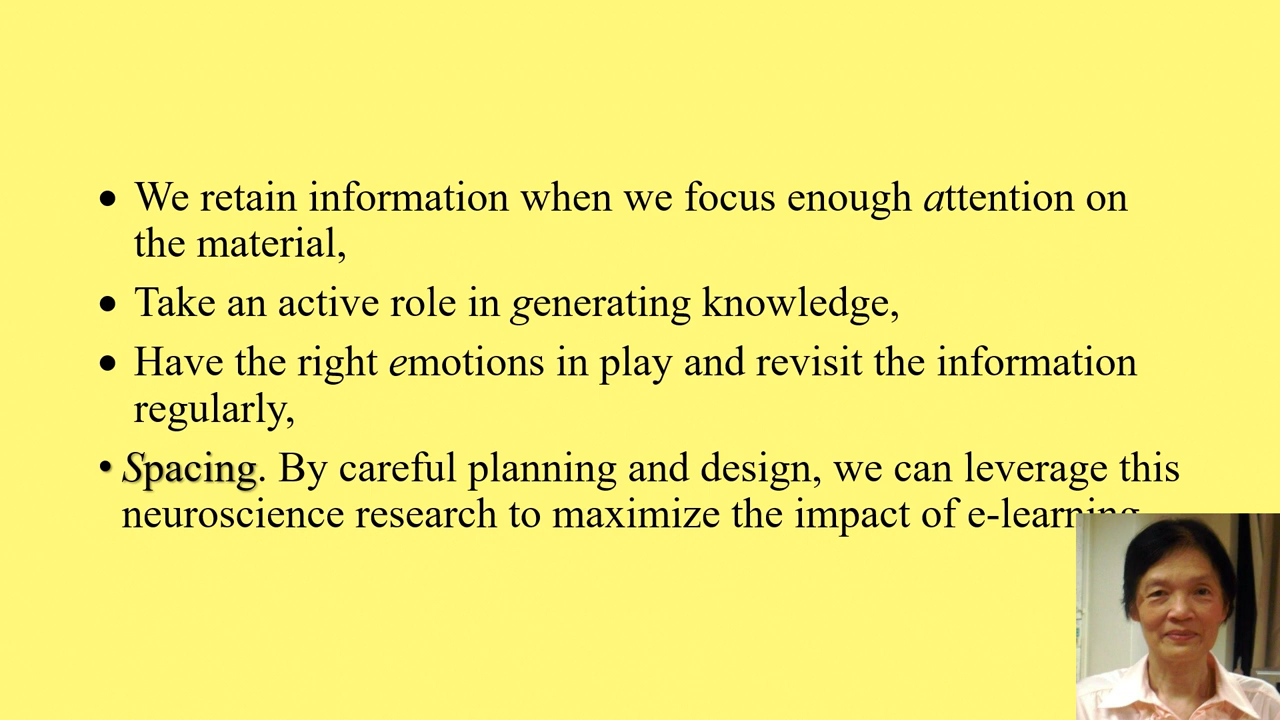 • We retain information when we focus enough attention on
the material,
• Take an active role in generating knowledge,
• Have the right emotions in play and revisit the information
regularly,
• Spacing. By careful planning and design, we can leverage this
neuroscience research to maximize the impact of e-learning